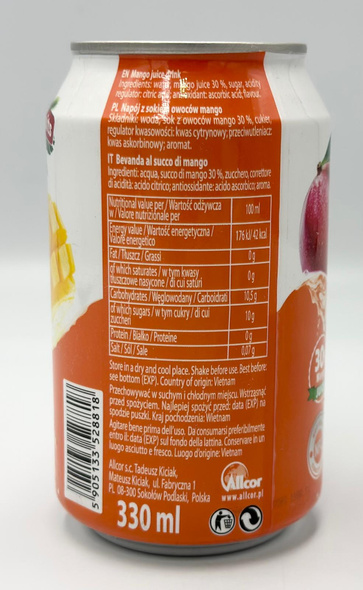 EN Mango juice drink
Ingredients: water, mango juice 30 %, sugar, acidity
regulator: citric acid, antioxidant: ascorbic acid, flavour.
PL Napój z sokiem owoców mango
Składniki: woda, sok z owoców mango 30 %, cukier,
regulator kwasowości: kwas cytrynowy, przeciwutleniacz:
kwas askorbinowy; aromat.
IT Bevanda al succo di mango
Ingredienti: acqua, succo di mango 30%, zucchero, correttore
di acidità: acido citrico; antiossidante: acido ascorbico; aroma.
Nutritional value per / Wartość odżywcza
w / Valore nutrizionale per 100 ml
Energy value / Wartość energetyczna /
Valore energetico 176 kJ/ 42 kcal
Fat / Tłuszcz / Grassi 0 g
of which saturates / w tym kwasy
tłuszczowe nasycone / di cui saturi 0 g
Carbohydrates / Węglowodany / Carboidrati 10,5 g
of which sugars / w tym cukry / di cui
zuccheri 10 g
Protein / Białko / Proteine 0 g
Salt / Sól / Sale 0,07 g
Store in a dry and cool place. Shake before use. Best before:
see bottom (EXP). Country of origin: Vietnam
Przechowywać w suchym i chłodnym miejscu. Wstrząsnąć
przed spożyciem. Najlepiej spożyć przed: data (EXP) na
spodzie puszki. Kraj pochodzenia: Wietnam
Agitare bene prima dell'uso. Da consumarsi preferibilmente
entro il: data (EXP) sul fondo della lattina. Conservare in un
luogo asciutto e fresco. Luogo d'origine: Vietnam
Allcor s.c. Tadeusz Kiciak,
Mateusz Kiciak, ul. Fabryczna 1
PL 08-300 Sokołów Podlaski, Polska
Allcor
www.allcor.pl
330 ml
5 905133 528818
30